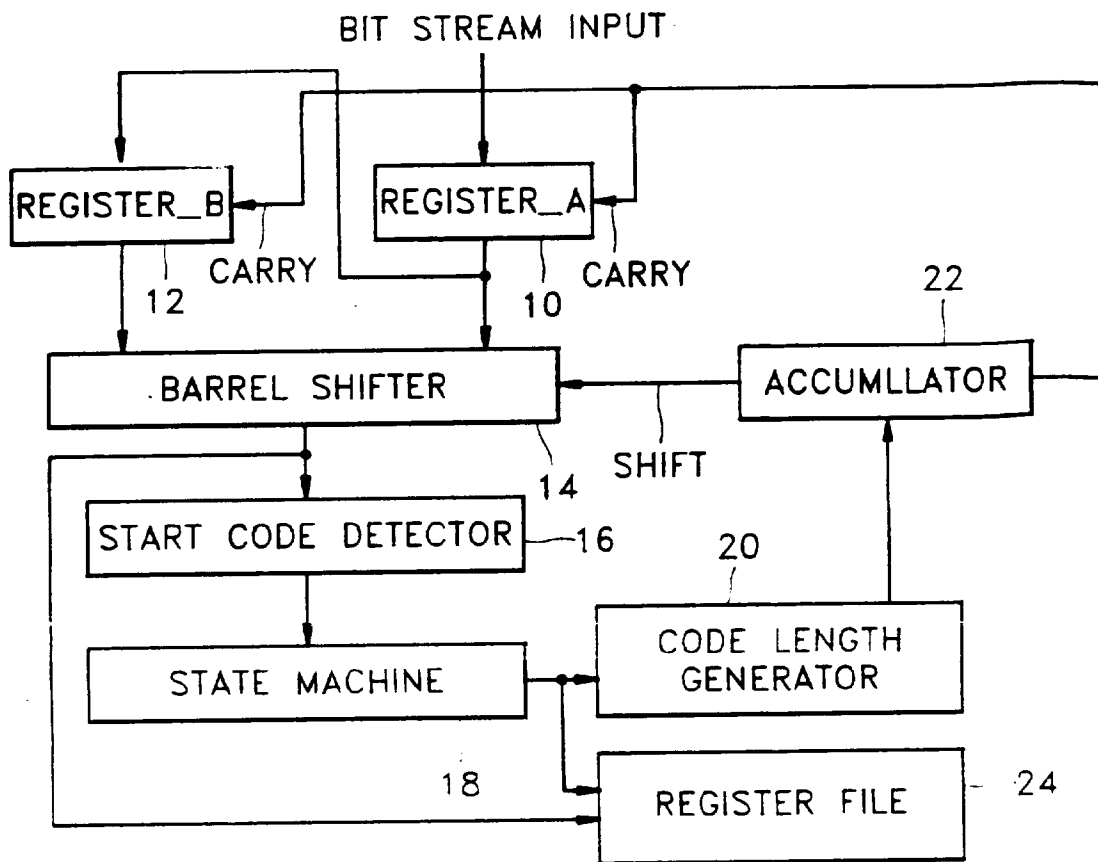 BIT STREAM INPUT
REGISTER_B
REGISTER_A
CARRY
CARRY
12
10
22
BARREL SHIFTER
ACCUMLLATOR
SHIFT
14
START CODE DETECTOR
16
20
STATE MACHINE
CODE LENGTH
GENERATOR
18
REGISTER FILE
24